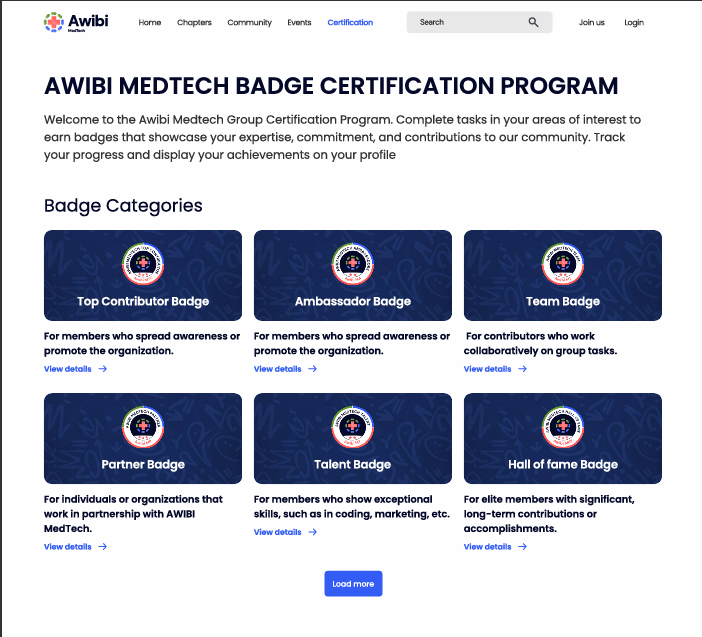 Awibi
MedTech
Home Chapters Community Events Certification Search Join us Login
AWIBI MEDTECH BADGE CERTIFICATION PROGRAM
Welcome to the Awibi Medtech Group Certification Program. Complete tasks in your areas of interest to
earn badges that showcase your expertise, commitment, and contributions to our community. Track
your progress and display your achievements on your profile
Badge Categories
Top Contributor Badge
Ambassador Badge
Team Badge
For members who spread awareness or
promote the organization.
View details
For members who spread awareness or
promote the organization.
View details
For contributors who work
collaboratively on group tasks.
View details
Partner Badge
Talent Badge
Hall of fame Badge
For individuals or organizations that
work in partnership with AWIBI
MedTech.
View details
For members who show exceptional
skills, such as in coding, marketing, etc.
View details
For elite members with significant,
long-term contributions or
accomplishments.
View details
Load more